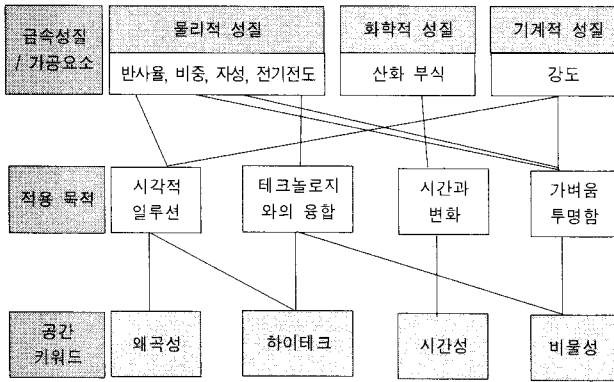 금속성질
/ 가공요소
물리적 성질
화학적 성질
기계적 성질
반사율, 비중, 자성, 전기전도
산화 부식
강도
적용 목적
시각적
일루션
테크놀로지
와의 융합
시간과
변화
가벼움
투명함
공간
키워드
왜곡성
하이테크
시간성
비물성